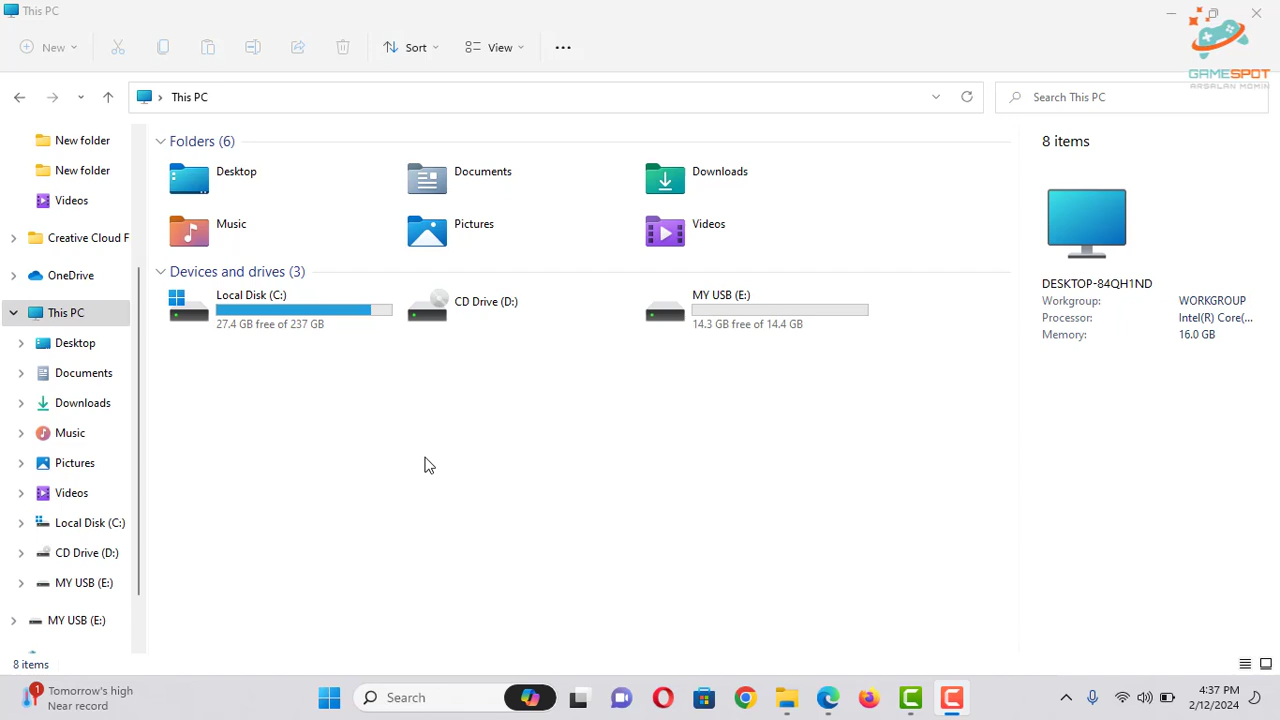 This PC
New
Sort
View
GAMESPOT
ARSALAN MOMIN
This PC
Search This PC
New folder
New folder
Videos
Creative Cloud F
OneDrive
This PC
Desktop
Documents
Downloads
Music
Pictures
Videos
Local Disk (C:)
CD Drive (D:)
MY USB (E:)
MY USB (E:)
Folders (6)
Desktop
Documents
Downloads
Music
Pictures
Videos
Devices and drives (3)
Local Disk (C:)
27.4 GB free of 237 GB
CD Drive (D:)
MY USB (E:)
14.3 GB free of 14.4 GB
8 items
DESKTOP-84QH1ND
Workgroup: WORKGROUP
Processor: Intel(R) Core(...
Memory: 16.0 GB
8 items
1
Tomorrow's high
Near record
Search
4:37 PM
2/12/2024